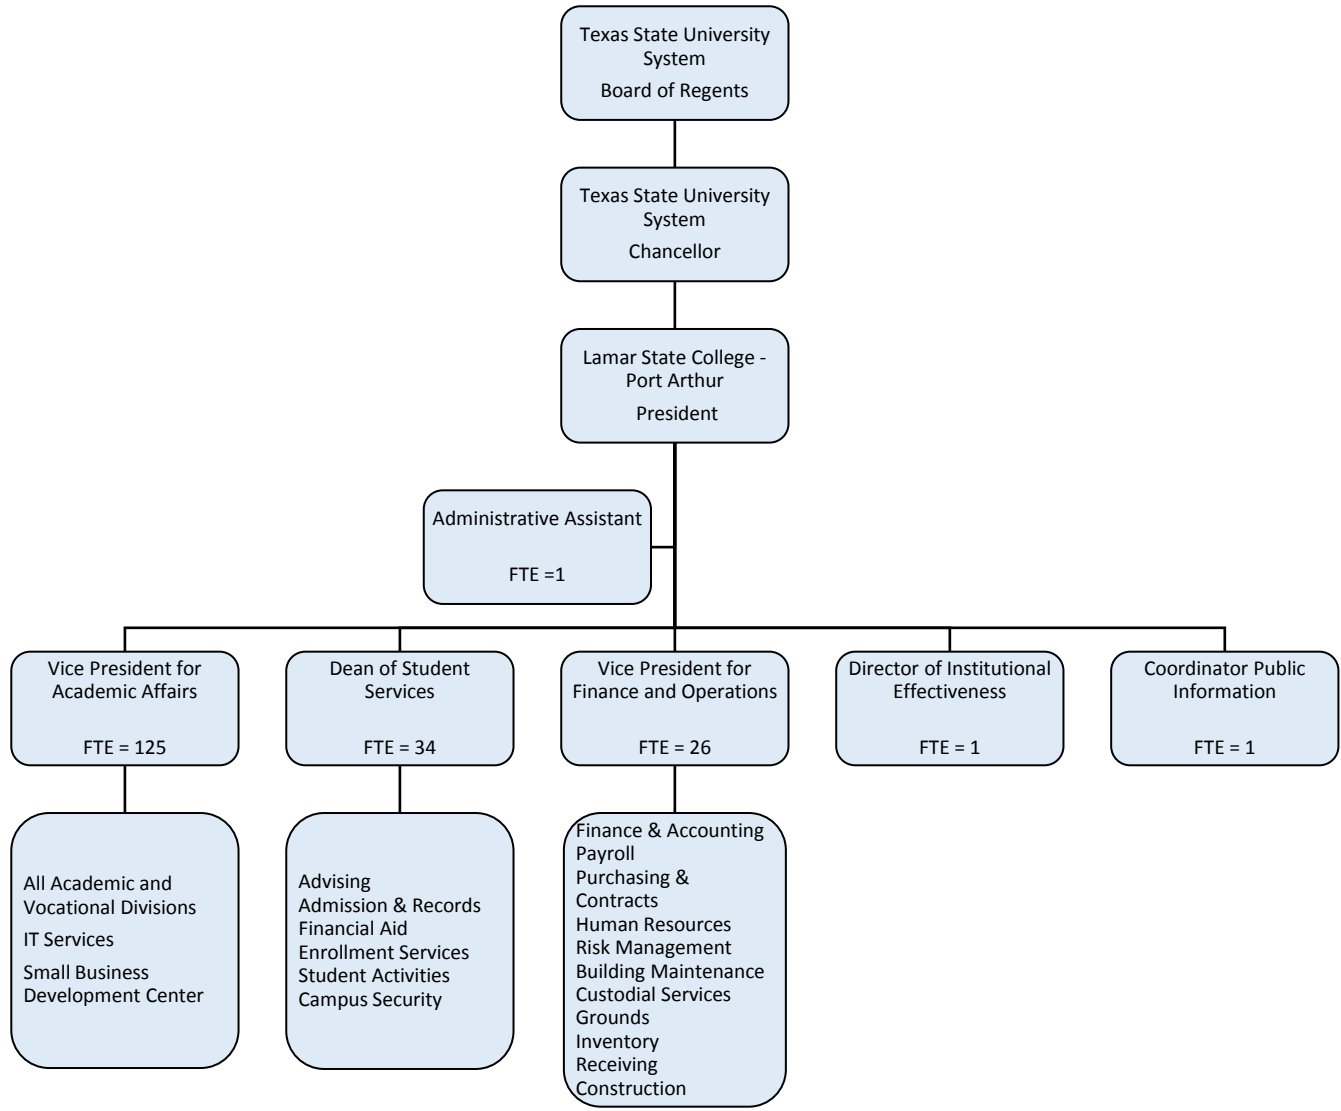 Texas State University
System
Board of Regents
Texas State University
System
Chancellor
Lamar State College -
Port Arthur
President
Administrative Assistant
FTE =1
Vice President for
Academic Affairs
FTE = 125
Dean of Student
Services
FTE = 34
Vice President for
Finance and Operations
FTE = 26
Director of Institutional
Effectiveness
FTE = 1
Coordinator Public
Information
FTE = 1
All Academic and
Vocational Divisions
IT Services
Small Business
Development Center
Advising
Admission & Records
Financial Aid
Enrollment Services
Student Activities
Campus Security
Finance & Accounting
Payroll
Purchasing &
Contracts
Human Resources
Risk Management
Building Maintenance
Custodial Services
Grounds
Inventory
Receiving
Construction